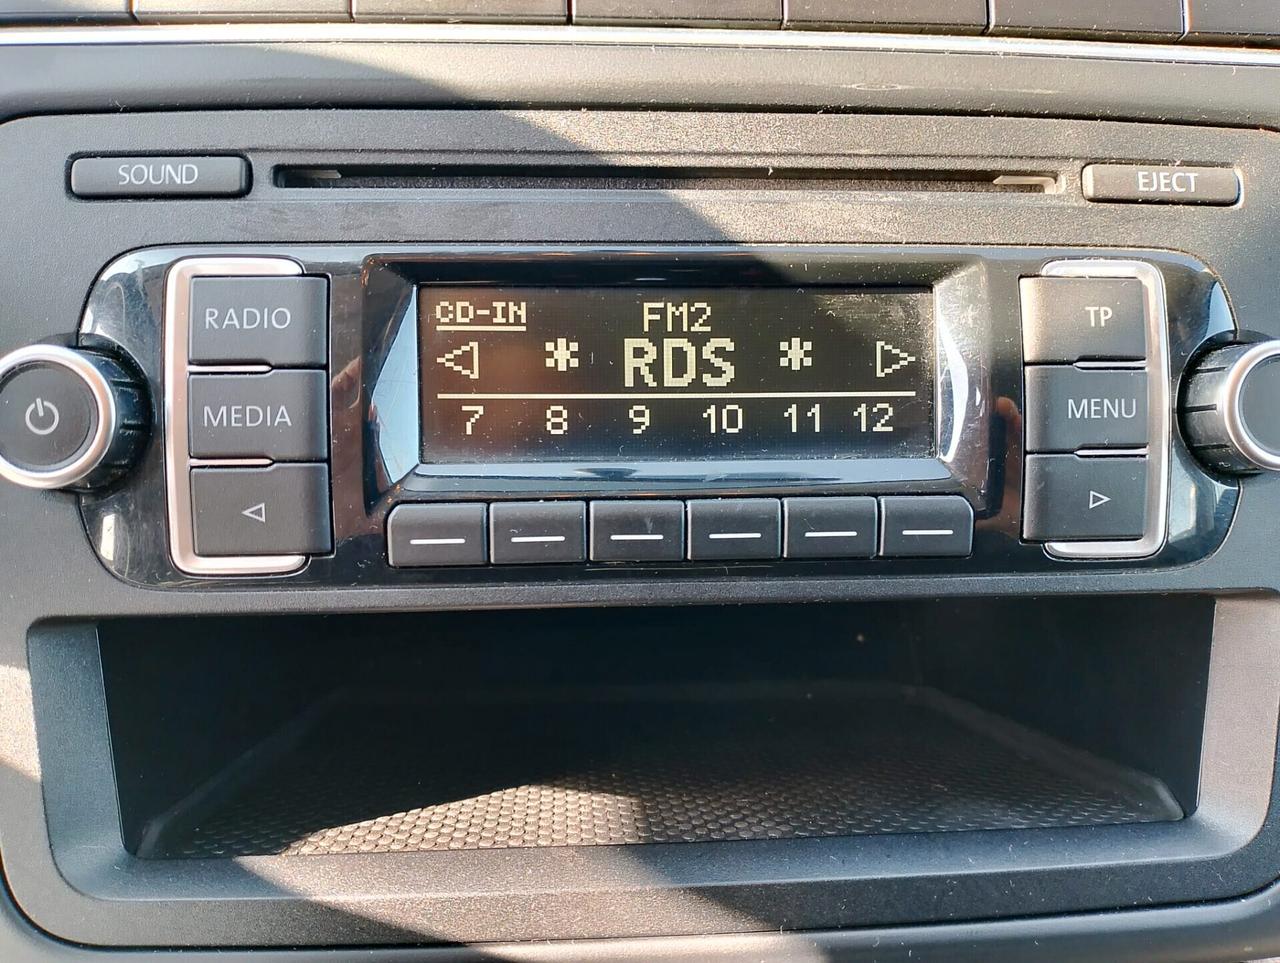 SOUND
EJECT
RADIO
MEDIA
CD-IN
FM2
* RDS *
7 8 9 10 11 12
TP
MENU